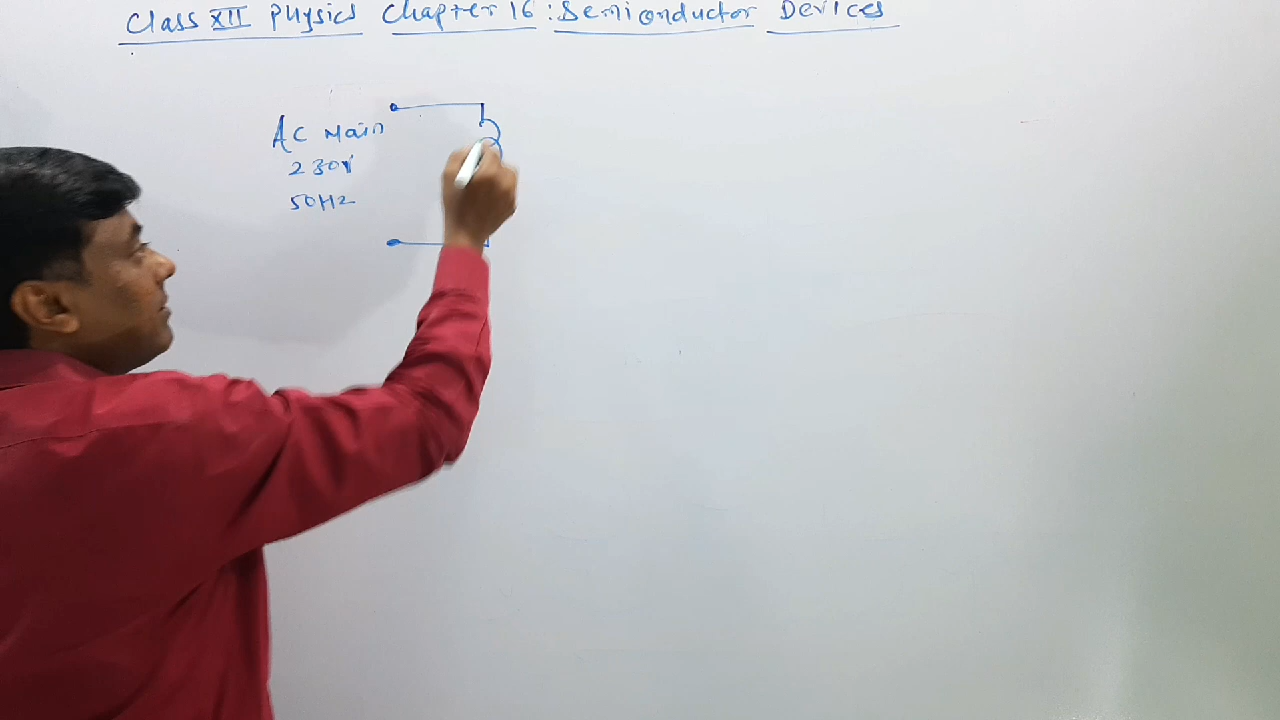 Class XII Physics Chapter 16 : Semiconductor Devices
AC Main
230V
50Hz